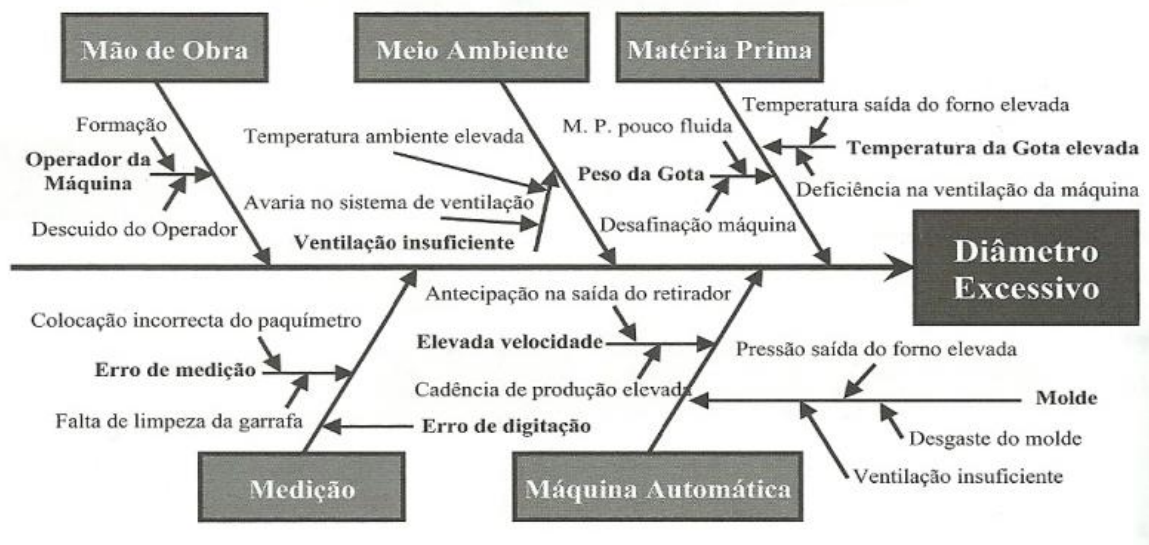 Mão de Obra
Meio Ambiente
Matéria Prima
Formação
Operador da
Máquina
Descuido do Operador
Temperatura ambiente elevada
Avaria no sistema de ventilação
Ventilação insuficiente
M. P. pouco fluida
Peso da Gota
Desafinação máquina
Temperatura saída do forno elevada
Temperatura da Gota elevada
Deficiência na ventilação da máquina
Diâmetro
Excessivo
Colocação incorrecta do paquímetro
Erro de medição
Falta de limpeza da garrafa
Erro de digitação
Medição
Antecipação na saída do retirador
Elevada velocidade
Cadência de produção elevada
Pressão saída do forno elevada
Molde
Desgaste do molde
Ventilação insuficiente
Máquina Automática